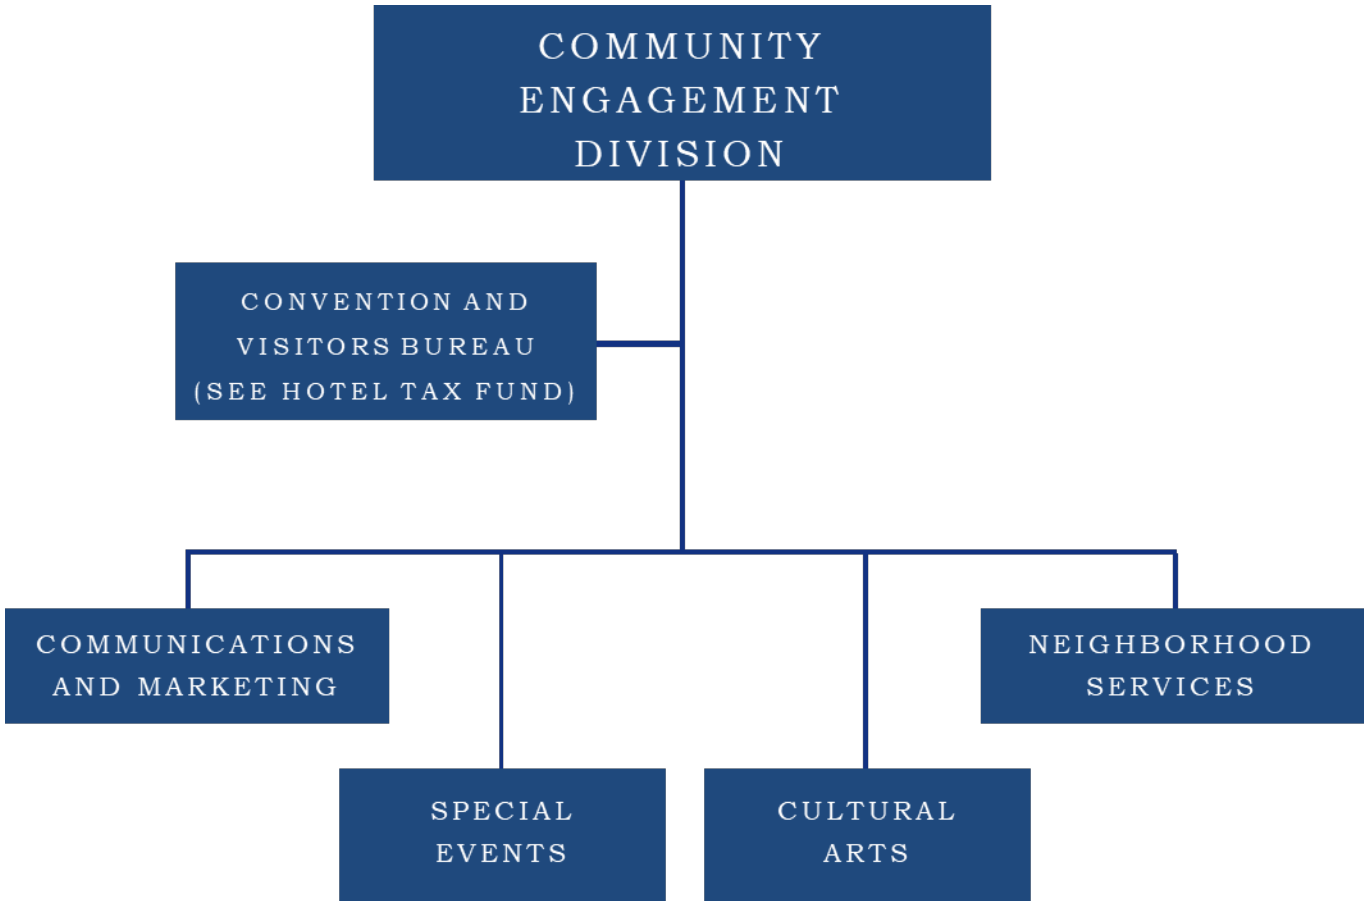 COMMUNITY
ENGAGEMENT
DIVISION
CONVENTION AND
VISITORS BUREAU
(SEE HOTEL TAX FUND)
COMMUNICATIONS
AND MARKETING
NEIGHBORHOOD
SERVICES
SPECIAL
EVENTS
CULTURAL
ARTS